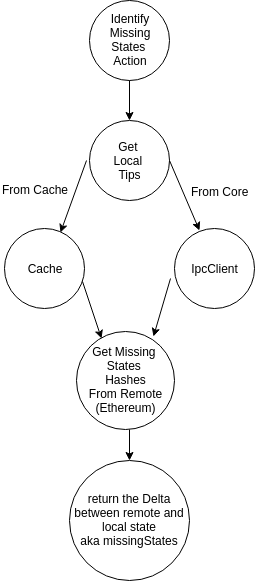 Identify
Missing
States
Action
Get
Local
Tips
From Cache
From Core
Cache
IpcClient
Get Missing
States
Hashes
From Remote
(Ethereum)
return the Delta
between remote and
local state
aka missingStates